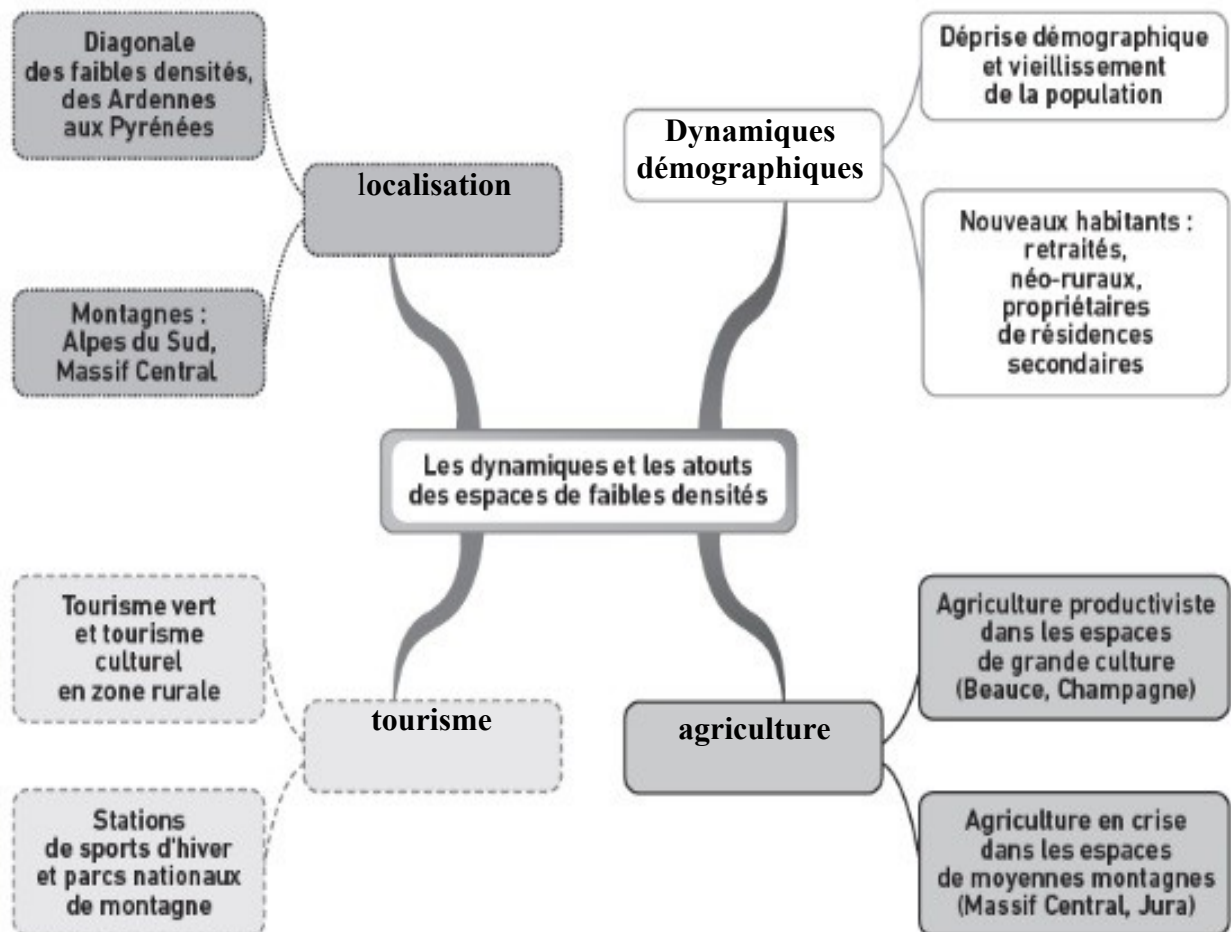 Diagonale
des faibles densités,
des Ardennes
aux Pyrénées
localisation
Montagnes :
Alpes du Sud,
Massif Central
Dynamiques
démographiques
Déprise démographique
et vieillissement
de la population
Nouveaux habitants :
retraités,
néo-ruraux,
propriétaires
de résidences
secondaires
Les dynamiques et les atouts
des espaces de faibles densités
Tourisme vert
et tourisme
culturel
en zone rurale
tourisme
Stations
de sports d'hiver
et parcs nationaux
de montagne
agriculture
Agriculture productiviste
dans les espaces
de grande culture
(Beauce, Champagne)
Agriculture en crise
dans les espaces
de moyennes montagnes
(Massif Central, Jura)